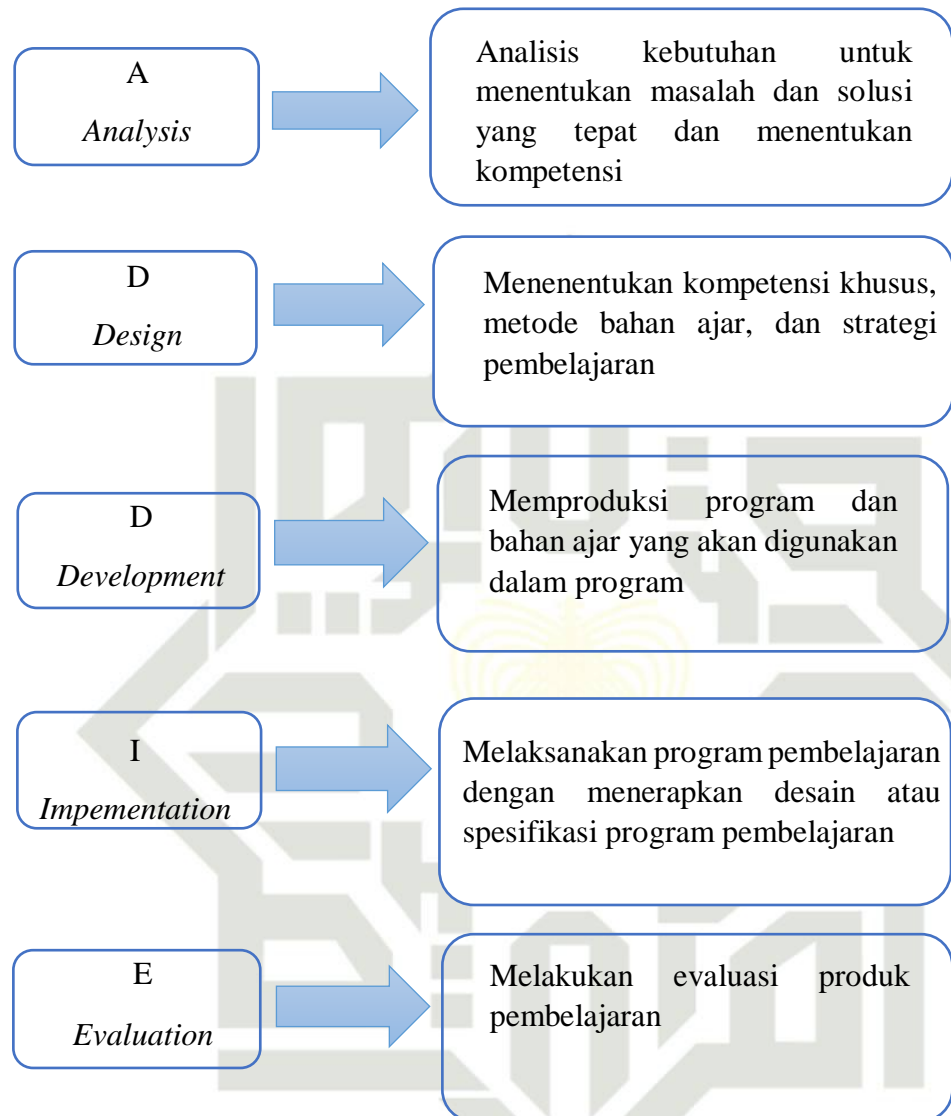 A
Analysis
Analisis kebutuhan untuk
menentukan masalah dan solusi
yang tepat dan menentukan
kompetensi
D
Design
Menenentukan kompetensi khusus,
metode bahan ajar, dan strategi
pembelajaran
D
Development
Memproduksi program dan
bahan ajar yang akan digunakan
dalam program
I
Impementation
Melaksanakan program pembelajaran
dengan menerapkan desain atau
spesifikasi program pembelajaran
E
Evaluation
Melakukan evaluasi produk
pembelajaran